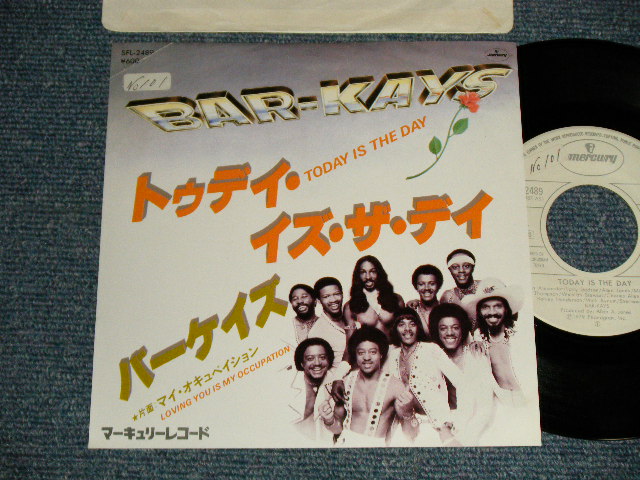 SFL-2489
¥600
No 101
mercury
BAR-KAYS
TODAY IS THE DAY
トゥデイ・
イズ・ザ・デイ
バーケイズ
★片面 マイ・オキュペイション
LOVING YOU IS MY OCCUPATION
マーキュリーレコード
No 101
mercury
2489
TODAY IS THE DAY